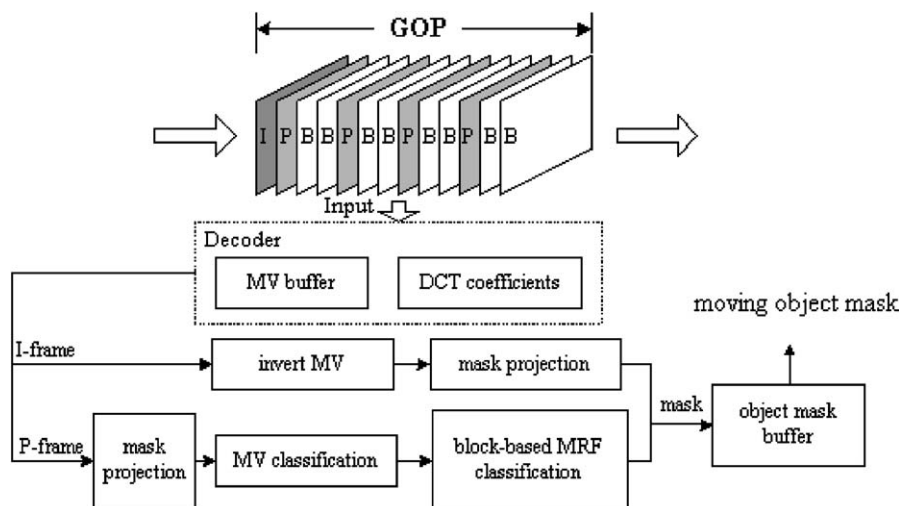 GOP
I P B B P B B P B B P B B
Input
Decoder
MV buffer
DCT coefficients
moving object mask
I-frame
invert MV
mask projection
mask
object mask
buffer
P-frame
mask
projection
MV classification
block-based MRF
classification